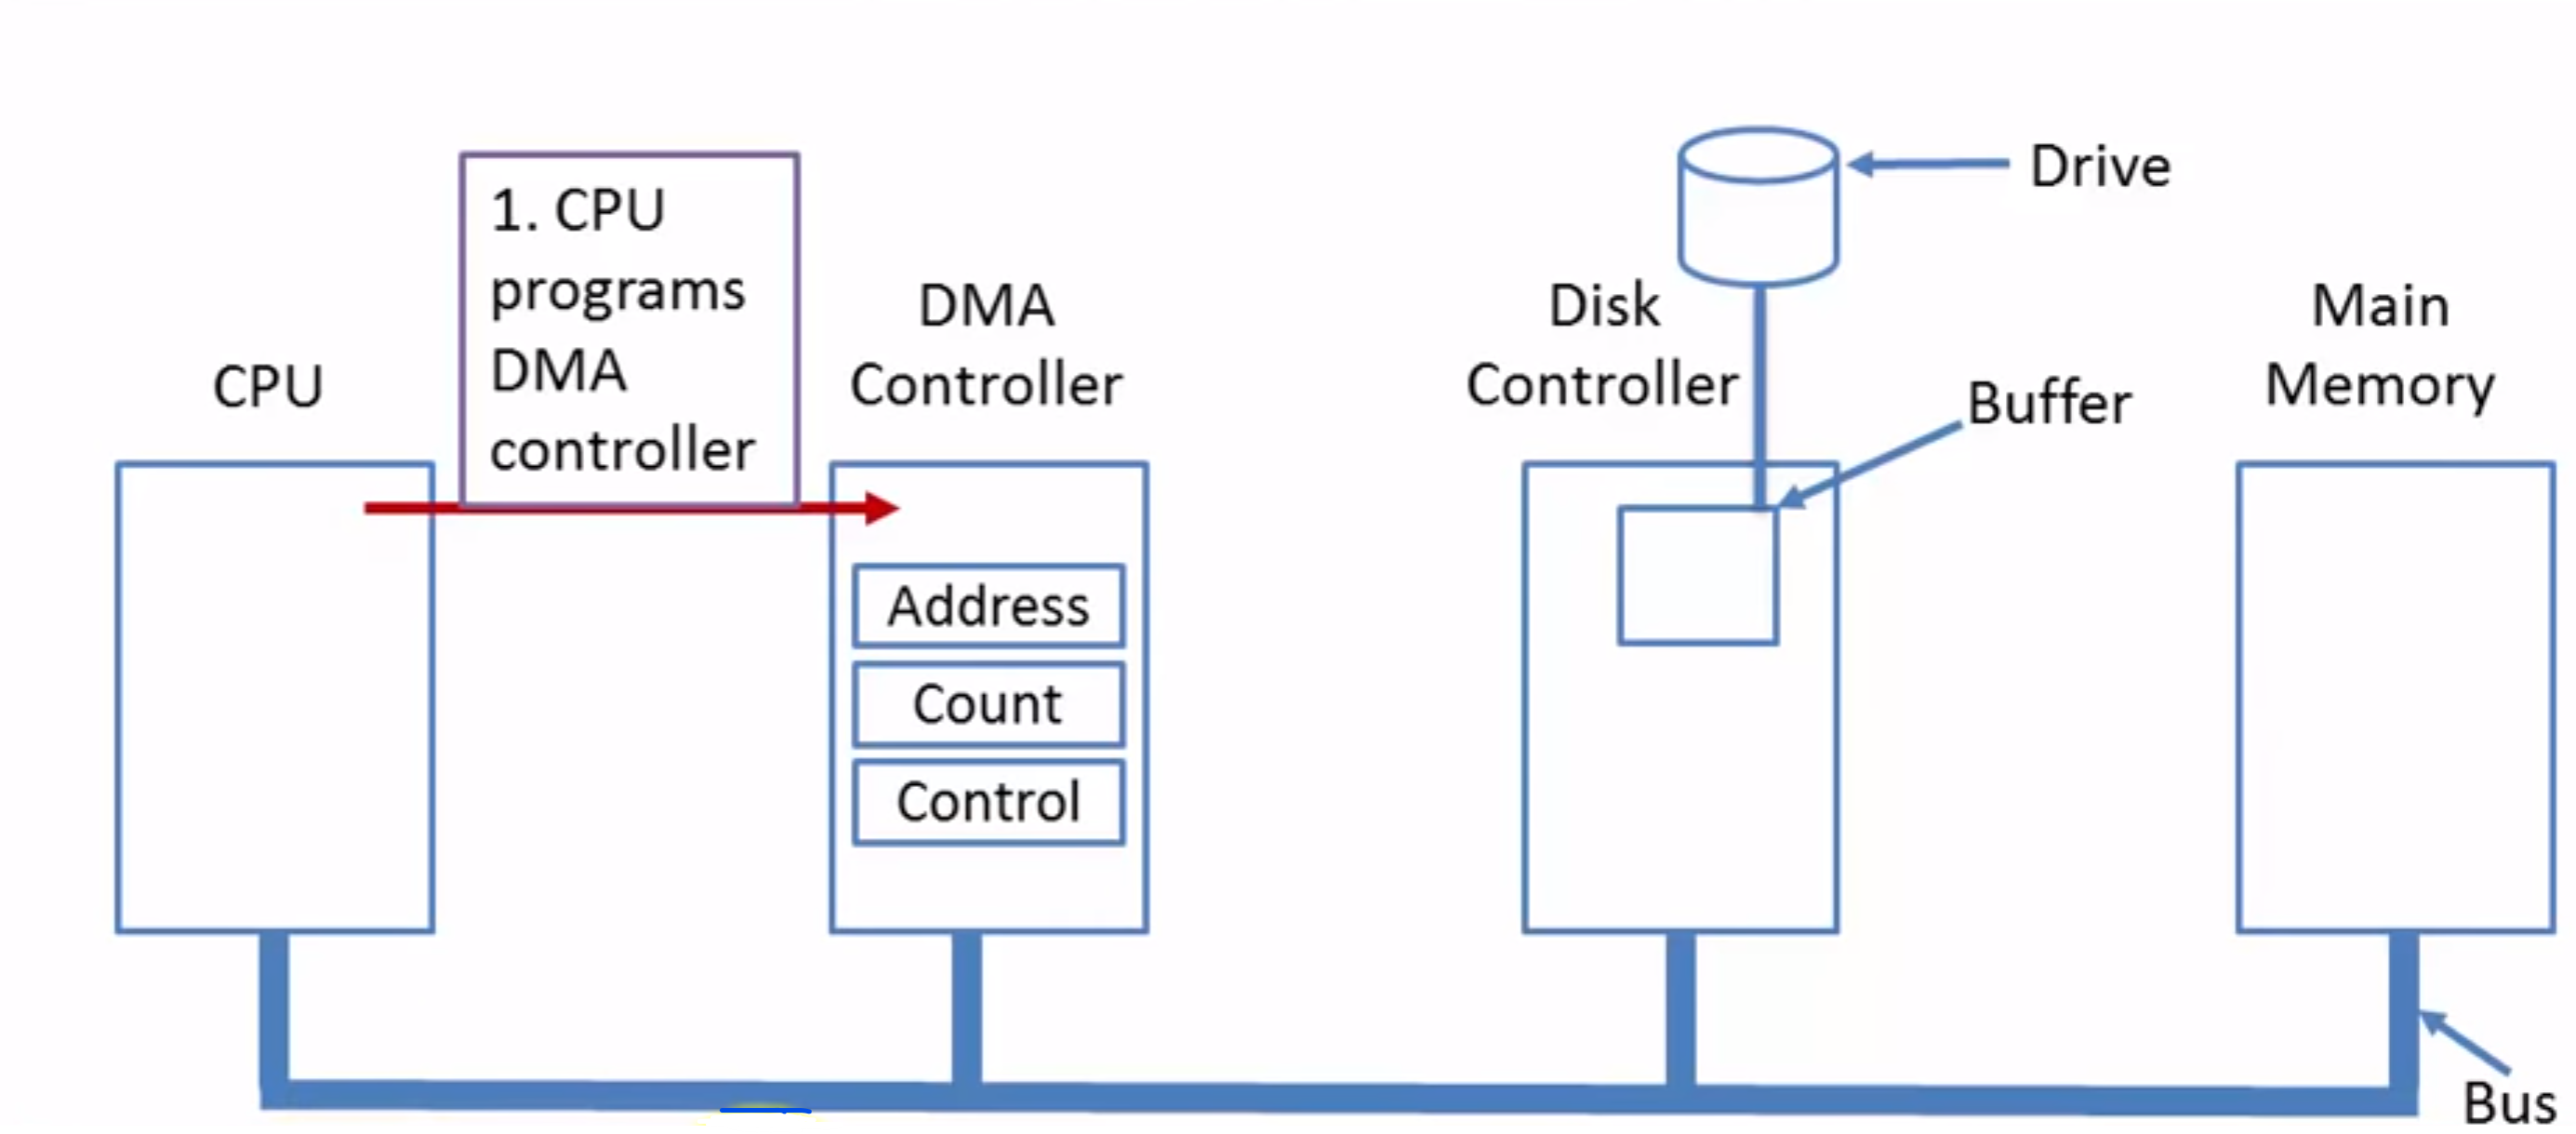 1. CPU
programs
DMA
controller
CPU
DMA
Controller
Address
Count
Control
Drive
Disk
Controller
Buffer
Main
Memory
Bus